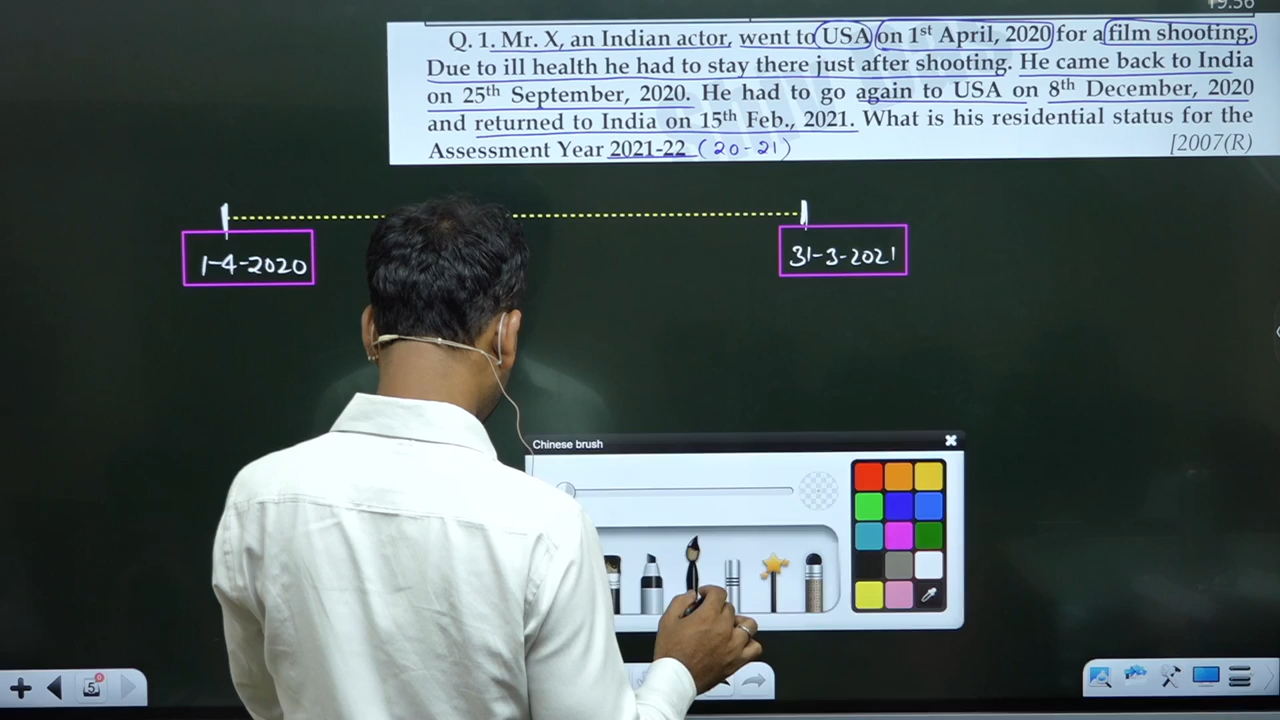 19:56
Q. 1. Mr. X, an Indian actor, went to USA on 1st April, 2020 for a film shooting.
Due to ill health he had to stay there just after shooting. He came back to India
on 25th September, 2020. He had to go again to USA on 8th December, 2020
and returned to India on 15th Feb., 2021. What is his residential status for the
Assessment Year 2021-22 (20-21)
[2007(R)
1-4-2020
31-3-2021
Chinese brush
5